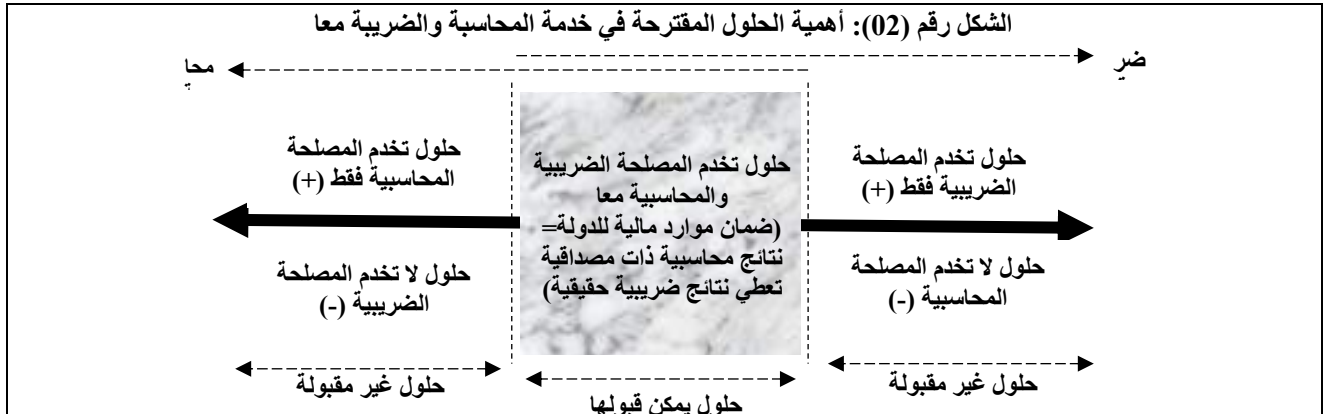 الشكل رقم (02): أهمية الحلول المقترحة في خدمة المحاسبة والضريبة معا
حلول تخدم المصلحة
الضريبية فقط (+)
حلول لا تخدم المصلحة
المحاسبية (-)
حلول غير مقبولة
حلول تخدم المصلحة الضريبية
والمحاسبية معا
(ضمان موارد مالية للدولة=
نتائج محاسبية ذات مصداقية
تعطي نتائج ضريبية حقيقية)
حلول يمكن قبولها
حلول تخدم المصلحة
المحاسبية فقط (+)
حلول لا تخدم المصلحة
الضريبية (-)
حلول غير مقبولة